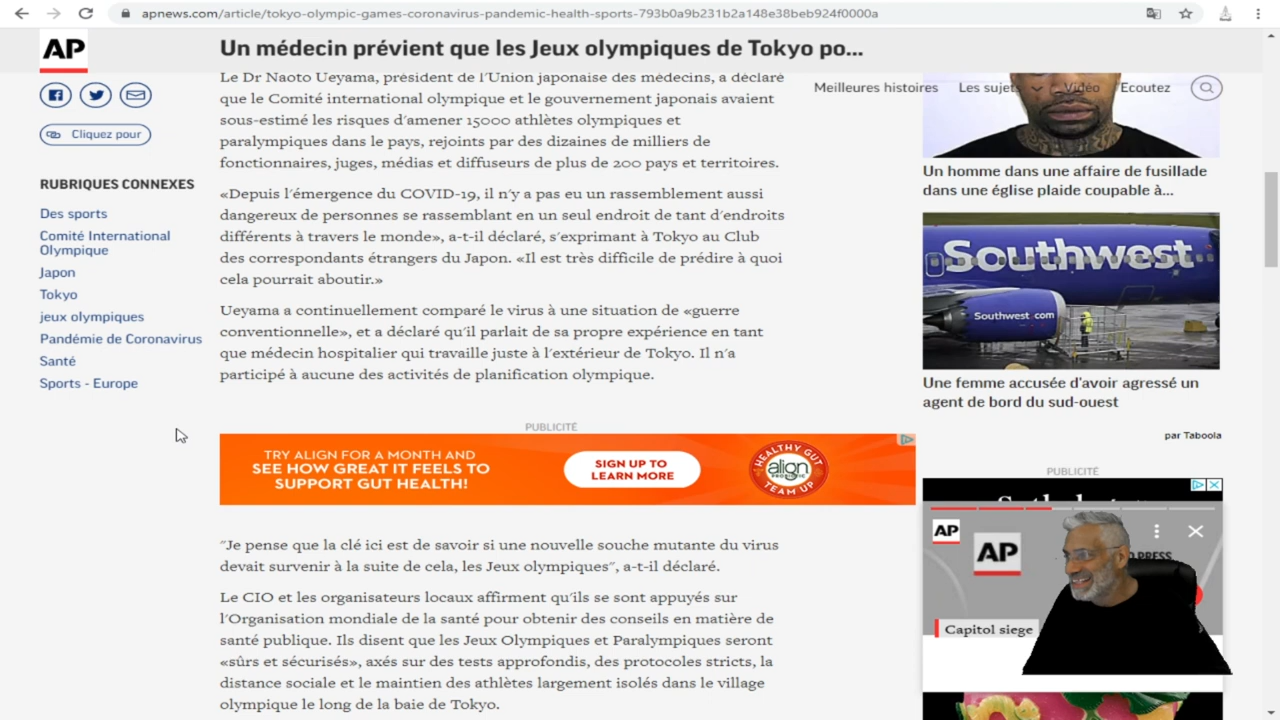 apnews.com/article/tokyo-olympic-games-coronavirus-pandemic-health-sports-793b0a9b231b2a148e38beb924f0000a
AP
Un médecin prévient que les Jeux olympiques de Tokyo po...
Meilleures histoires
Les sujets
Vidéo
Ecoutez
Cliquez pour
RUBRIQUES CONNEXES
Des sports
Comité International
Olympique
Japon
Tokyo
jeux olympiques
Pandémie de Coronavirus
Santé
Sports - Europe
Le Dr Naoto Ueyama, président de l'Union japonaise des médecins, a déclaré
que le Comité international olympique et le gouvernement japonais avaient
sous-estimé les risques d'amener 15000 athlètes olympiques et
paralympiques dans le pays, rejoints par des dizaines de milliers de
fonctionnaires, juges, médias et diffuseurs de plus de 200 pays et territoires.
«Depuis l'émergence du COVID-19, il n'y a pas eu un rassemblement aussi
dangereux de personnes se rassemblant en un seul endroit de tant d'endroits
différents à travers le monde», a-t-il déclaré, s'exprimant à Tokyo au Club
des correspondants étrangers du Japon. «Il est très difficile de prédire à quoi
cela pourrait aboutir.»
Ueyama a continuellement comparé le virus à une situation de «guerre
conventionnelle», et a déclaré qu'il parlait de sa propre expérience en tant
que médecin hospitalier qui travaille juste à l'extérieur de Tokyo. Il n'a
participé à aucune des activités de planification olympique.
PUBLICITÉ
TRY ALIGN FOR A MONTH AND
SEE HOW GREAT IT FEELS TO
SUPPORT GUT HEALTH!
SIGN UP TO
LEARN MORE
HEALTHY GUT
align
PROBIOTIC
TEAM UP
"Je pense que la clé ici est de savoir si une nouvelle souche mutante du virus
devait survenir à la suite de cela, les Jeux olympiques", a-t-il déclaré.
Le CIO et les organisateurs locaux affirment qu'ils se sont appuyés sur
l'Organisation mondiale de la santé pour obtenir des conseils en matière de
santé publique. Ils disent que les Jeux Olympiques et Paralympiques seront
«sûrs et sécurisés», axés sur des tests approfondis, des protocoles stricts, la
distance sociale et le maintien des athlètes largement isolés dans le village
olympique le long de la baie de Tokyo.
Un homme dans une affaire de fusillade
dans une église plaide coupable à...
Southwest
Southwest.com
Une femme accusée d'avoir agressé un
agent de bord du sud-ouest
par Taboola
PUBLICITÉ
AP
AP
PRESS
Capitol siege